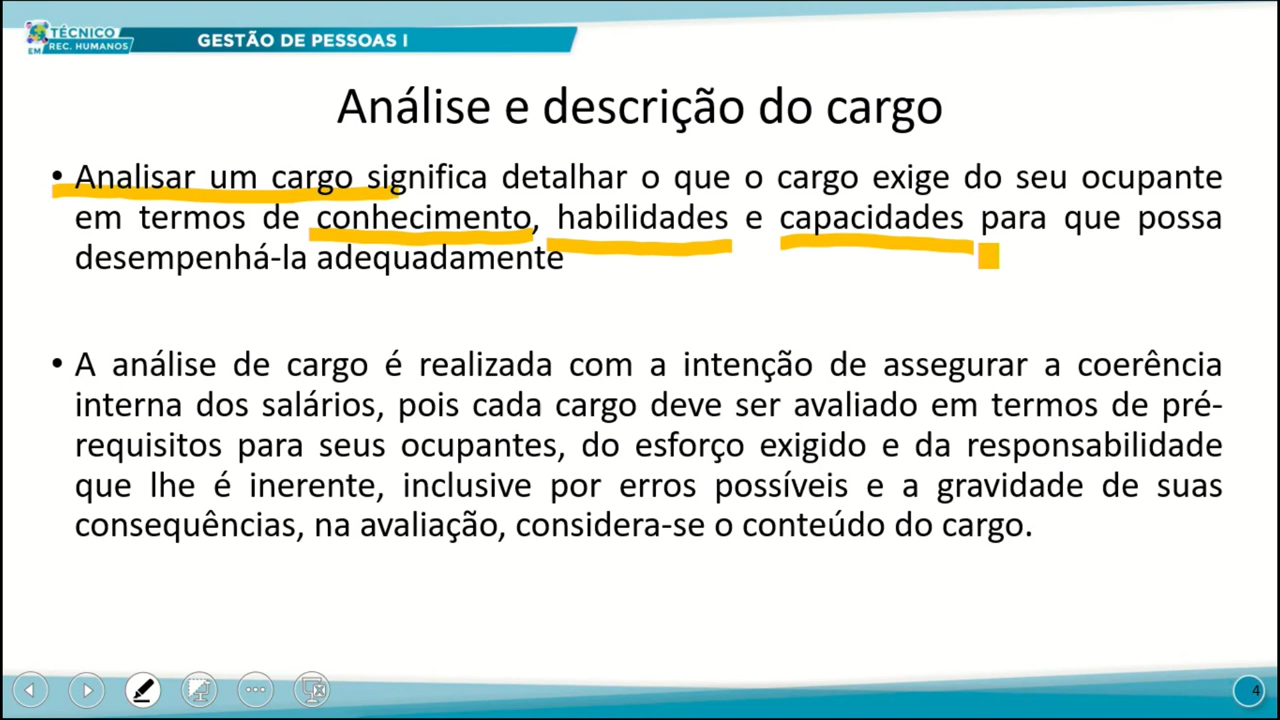 TÉCNICO
EM REC. HUMANOS
GESTÃO DE PESSOAS I
Análise e descrição do cargo
• Analisar um cargo significa detalhar o que o cargo exige do seu ocupante
em termos de conhecimento, habilidades e capacidades para que possa
desempenhá-la adequadamente
• A análise de cargo é realizada com a intenção de assegurar a coerência
interna dos salários, pois cada cargo deve ser avaliado em termos de pré-
requisitos para seus ocupantes, do esforço exigido e da responsabilidade
que lhe é inerente, inclusive por erros possíveis e a gravidade de suas
consequências, na avaliação, considera-se o conteúdo do cargo.
4